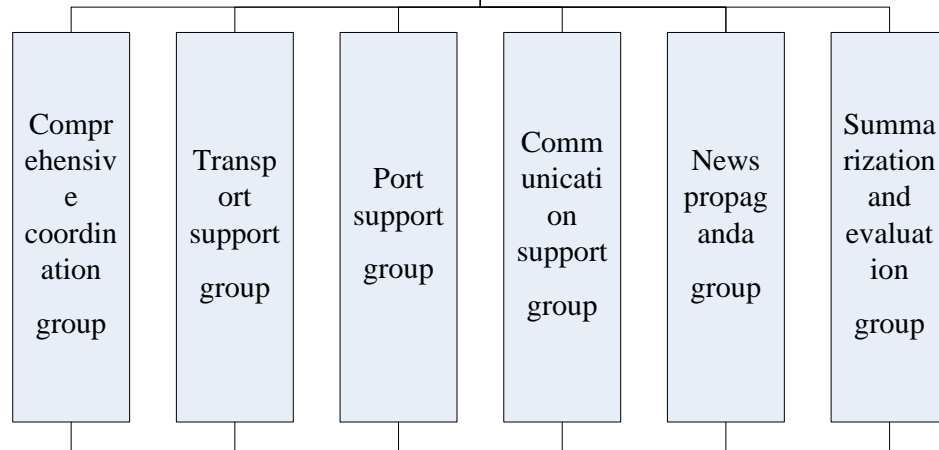 Compr
ehensiv
e
coordin
ation
group
Transp
ort
support
group
Port
support
group
Comm
unicati
on
support
group
News
propag
anda
group
Summa
rization
and
evaluat
ion
group